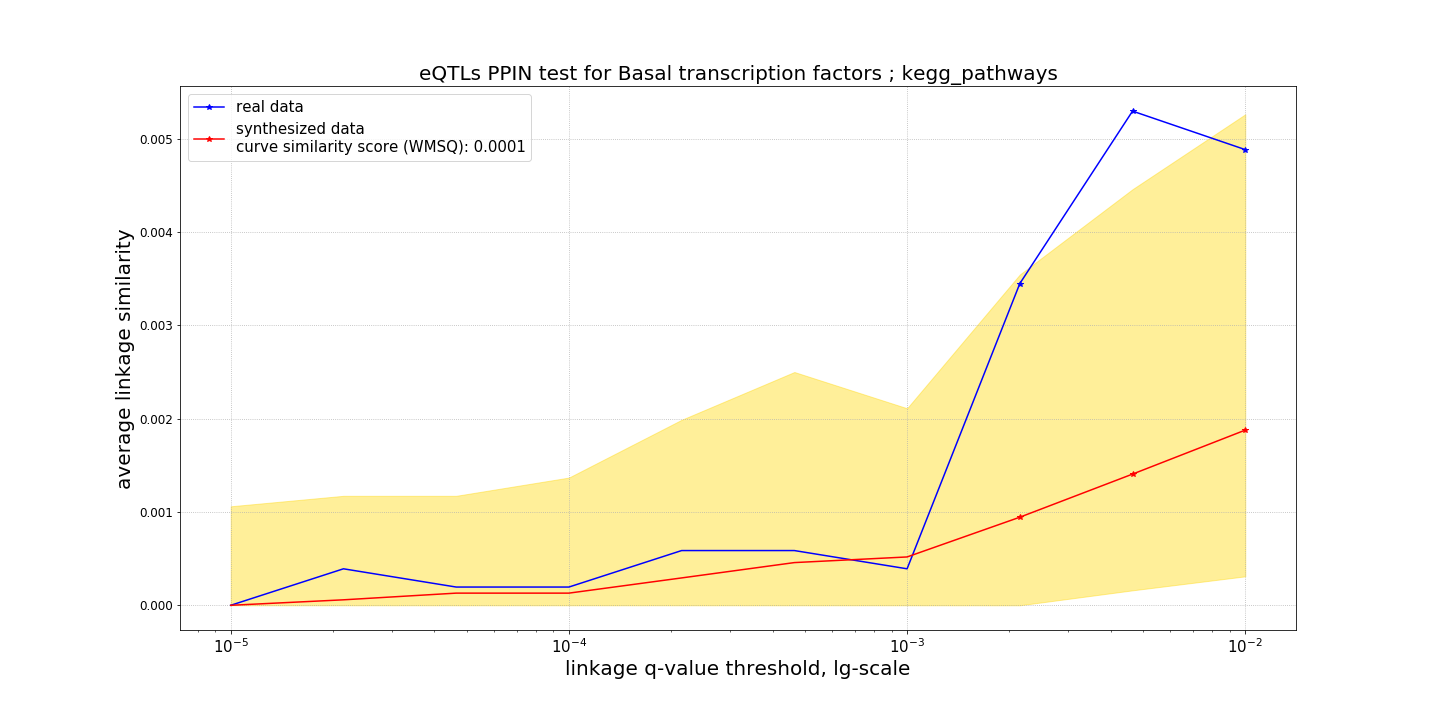 eQTLs PPIN test for Basal transcription factors ; kegg_pathways
real data
synthesized data
curve similarity score (WMSQ): 0.0001
average linkage similarity
0.005
0.004
0.003
0.002
0.001
0.000
10⁻⁵ 10⁻⁴ 10⁻³ 10⁻²
linkage q-value threshold, lg-scale